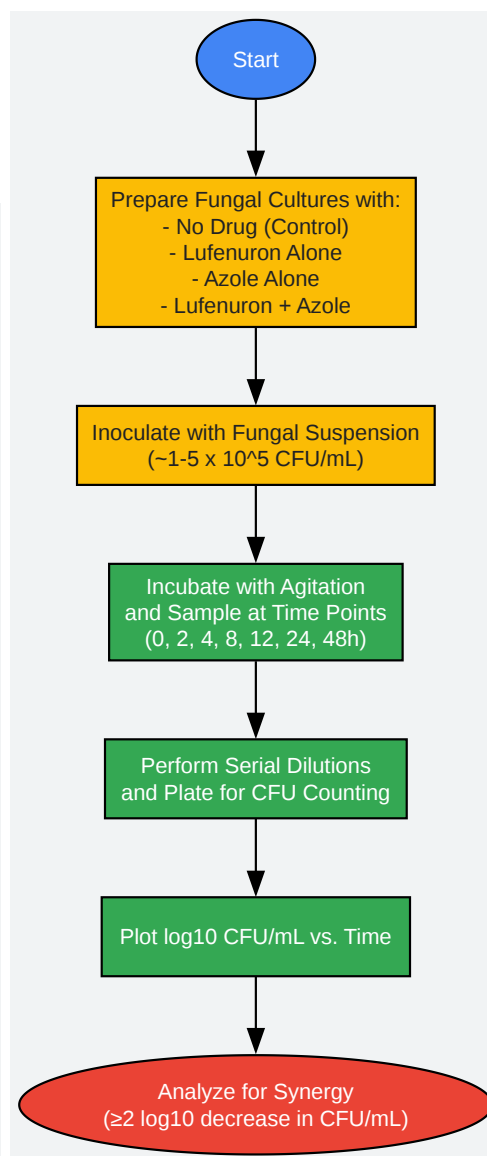 Start
Prepare Fungal Cultures with:
- No Drug (Control)
- Lufenuron Alone
- Azole Alone
- Lufenuron + Azole
Inoculate with Fungal Suspension
(~1-5 x 10^5 CFU/mL)
Incubate with Agitation
and Sample at Time Points
(0, 2, 4, 8, 12, 24, 48h)
Perform Serial Dilutions
and Plate for CFU Counting
Plot log10 CFU/mL vs. Time
Analyze for Synergy
(≥2 log10 decrease in CFU/mL)